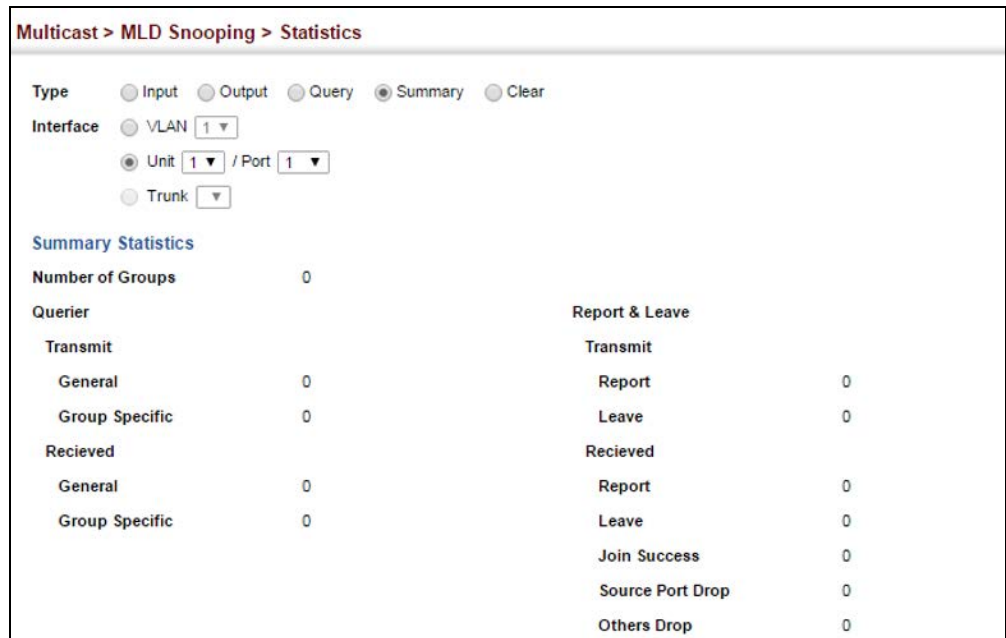 Multicast > MLD Snooping > Statistics
Type Input Output Query Summary Clear
Interface VLAN 1
Unit 1 / Port 1
Trunk
Summary Statistics
Number of Groups 0
Querier Report & Leave
Transmit Transmit
General 0 Report 0
Group Specific 0 Leave 0
Recieved Recieved
General 0 Report 0
Group Specific 0 Leave 0
Join Success 0
Source Port Drop 0
Others Drop 0